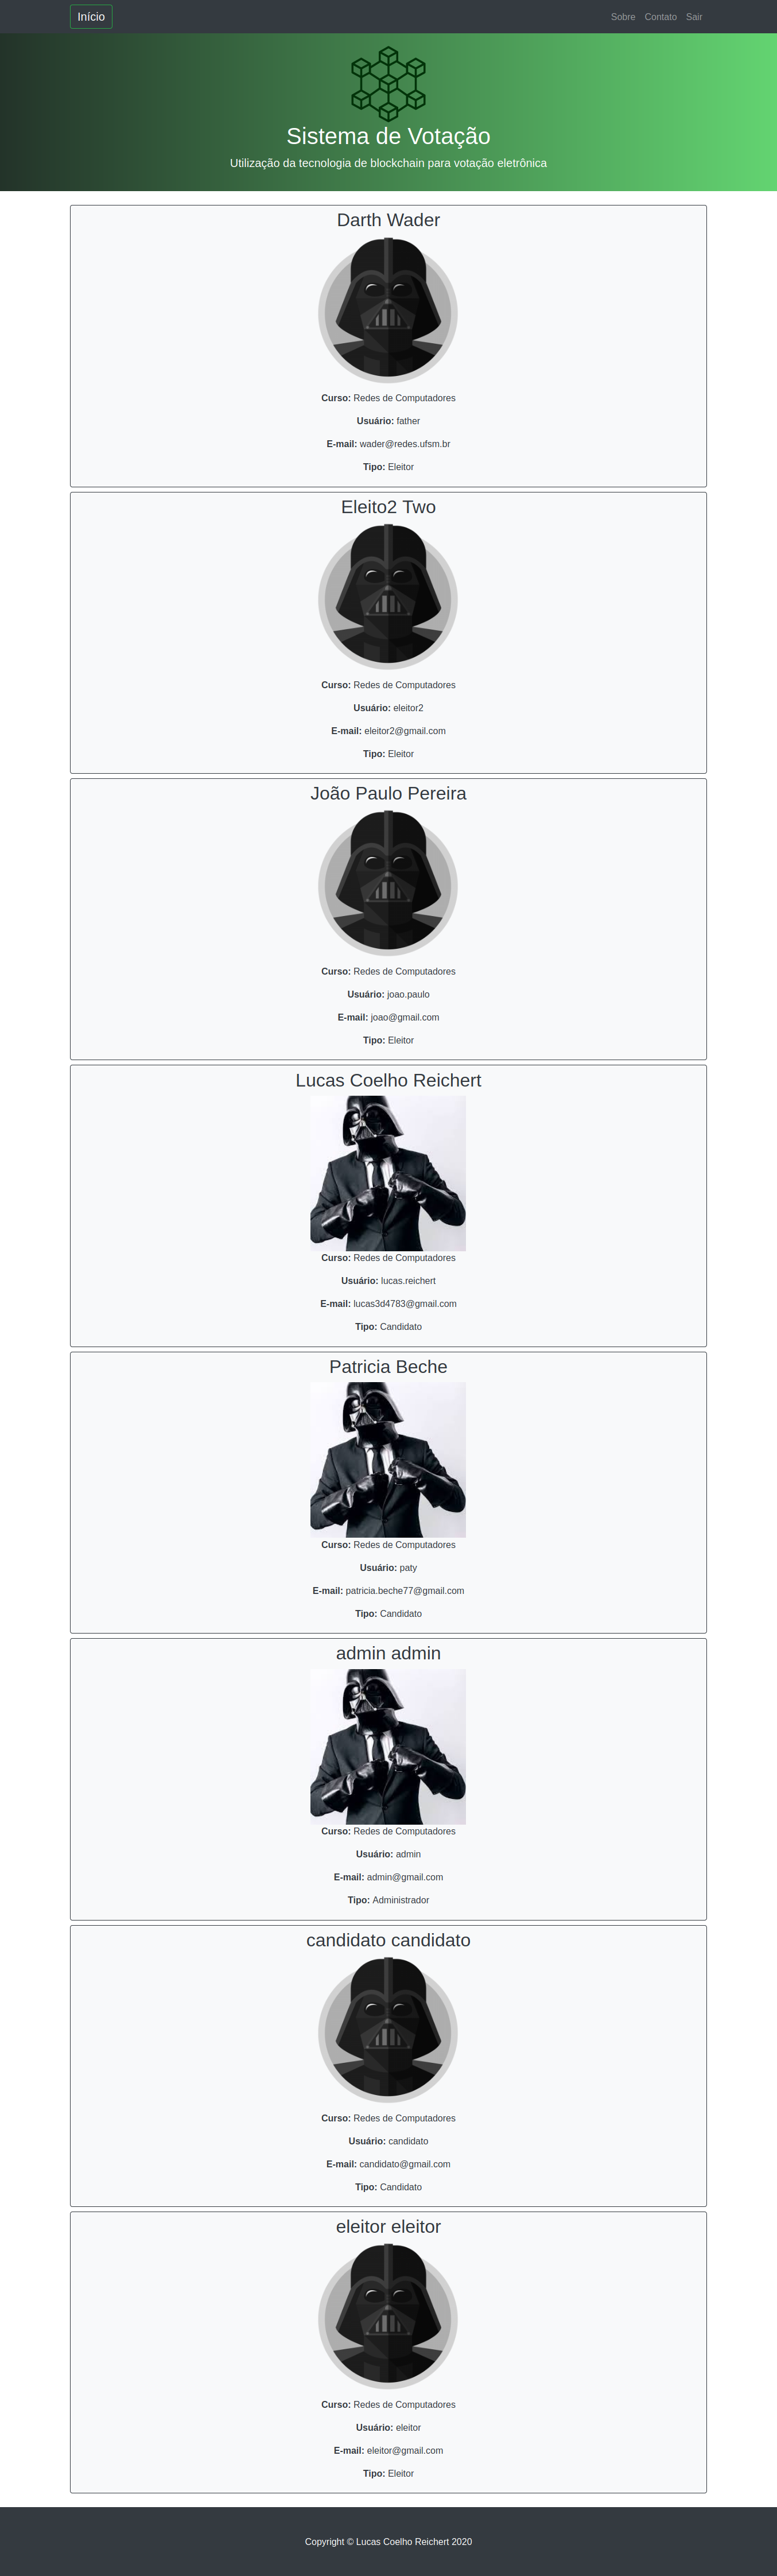 Início
Sobre Contato Sair
Sistema de Votação
Utilização da tecnologia de blockchain para votação eletrônica
Darth Wader
Curso: Redes de Computadores
Usuário: father
E-mail: wader@redes.ufsm.br
Tipo: Eleitor
Eleito2 Two
Curso: Redes de Computadores
Usuário: eleitor2
E-mail: eleitor2@gmail.com
Tipo: Eleitor
João Paulo Pereira
Curso: Redes de Computadores
Usuário: joao.paulo
E-mail: joao@gmail.com
Tipo: Eleitor
Lucas Coelho Reichert
Curso: Redes de Computadores
Usuário: lucas.reichert
E-mail: lucas3d4783@gmail.com
Tipo: Candidato
Patricia Beche
Curso: Redes de Computadores
Usuário: paty
E-mail: patricia.beche77@gmail.com
Tipo: Candidato
admin admin
Curso: Redes de Computadores
Usuário: admin
E-mail: admin@gmail.com
Tipo: Administrador
candidato candidato
Curso: Redes de Computadores
Usuário: candidato
E-mail: candidato@gmail.com
Tipo: Candidato
eleitor eleitor
Curso: Redes de Computadores
Usuário: eleitor
E-mail: eleitor@gmail.com
Tipo: Eleitor
Copyright © Lucas Coelho Reichert 2020